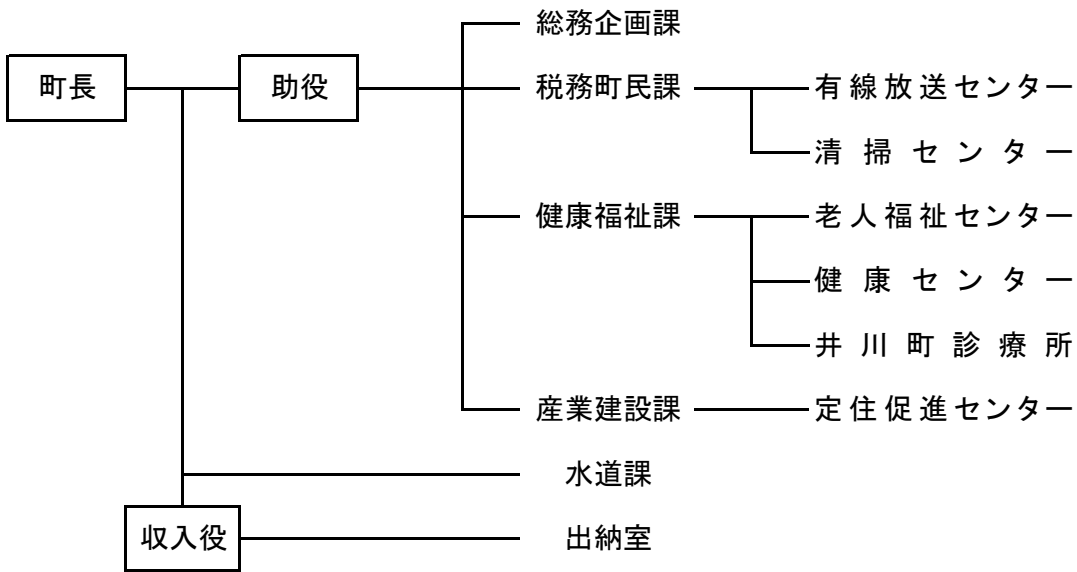 総務企画課
町長
助役
税務町民課
有線放送センター
清掃センター
健康福祉課
老人福祉センター
健康センター
井川町診療所
産業建設課
定住促進センター
水道課
収入役
出納室